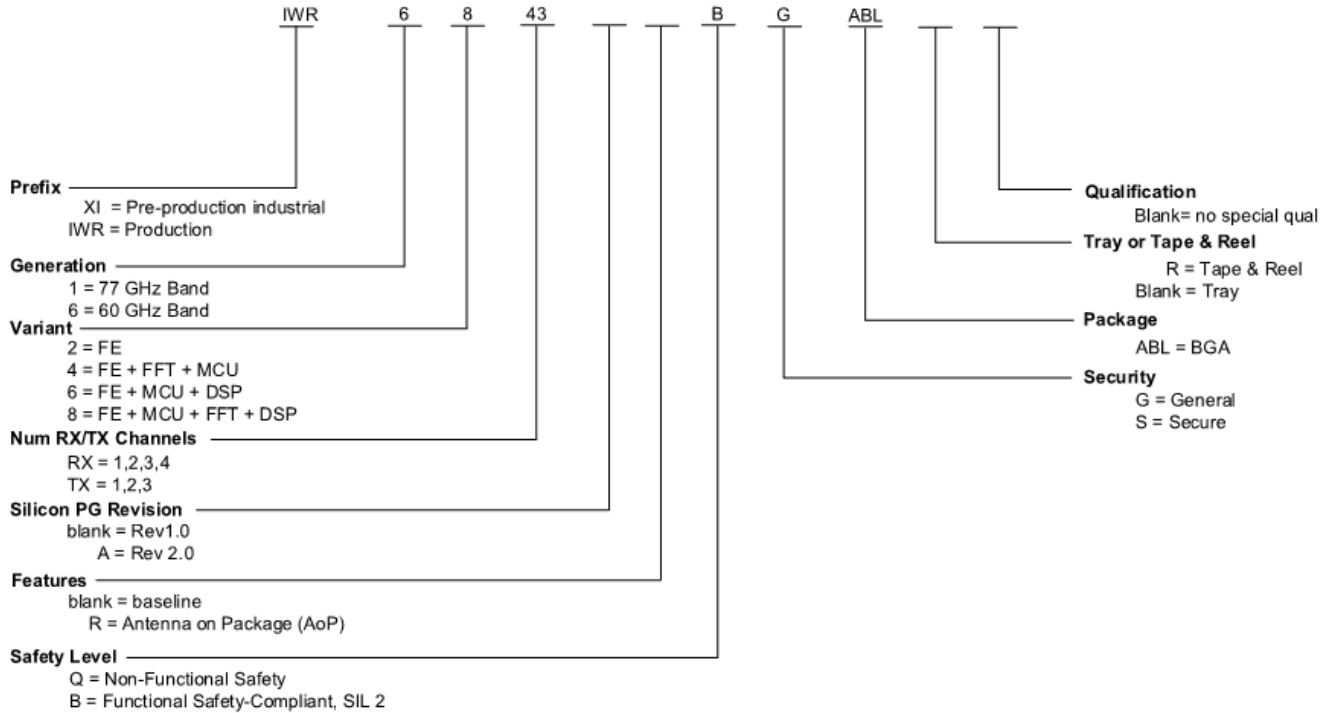 IWR 6 8 43 B G ABL
Prefix
XI = Pre-production industrial
IWR = Production
Generation
1 = 77 GHz Band
6 = 60 GHz Band
Variant
2 = FE
4 = FE + FFT + MCU
6 = FE + MCU + DSP
8 = FE + MCU + FFT + DSP
Num RX/TX Channels
RX = 1,2,3,4
TX = 1,2,3
Silicon PG Revision
blank = Rev1.0
A = Rev 2.0
Features
blank = baseline
R = Antenna on Package (AoP)
Safety Level
Q = Non-Functional Safety
B = Functional Safety-Compliant, SIL 2
Qualification
Blank= no special qual
Tray or Tape & Reel
R = Tape & Reel
Blank = Tray
Package
ABL = BGA
Security
G = General
S = Secure